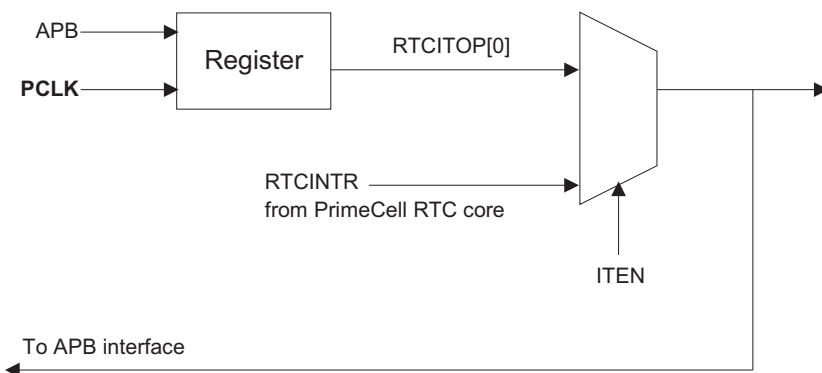 APB
Register
RTCITOP[0]
PCLK
RTCINTR
from PrimeCell RTC core
ITEN
To APB interface